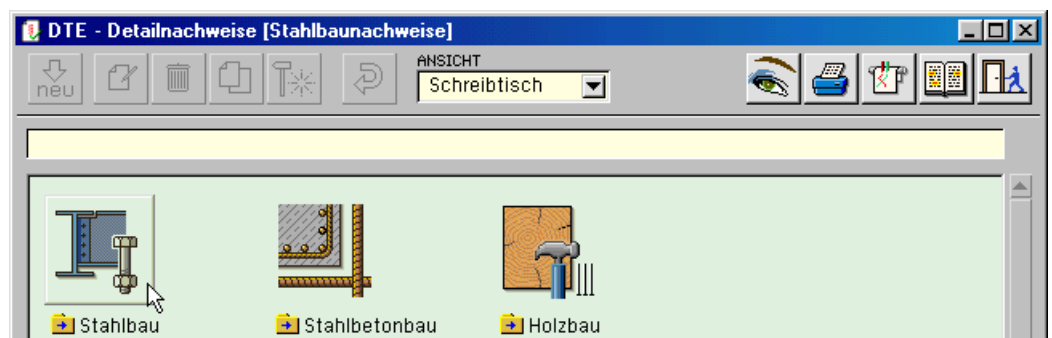 DTE - Detailnachweise [Stahlbaunachweise]
neu
ANSICHT
Schreibtisch
Stahlbau
Stahlbetonbau
Holzbau